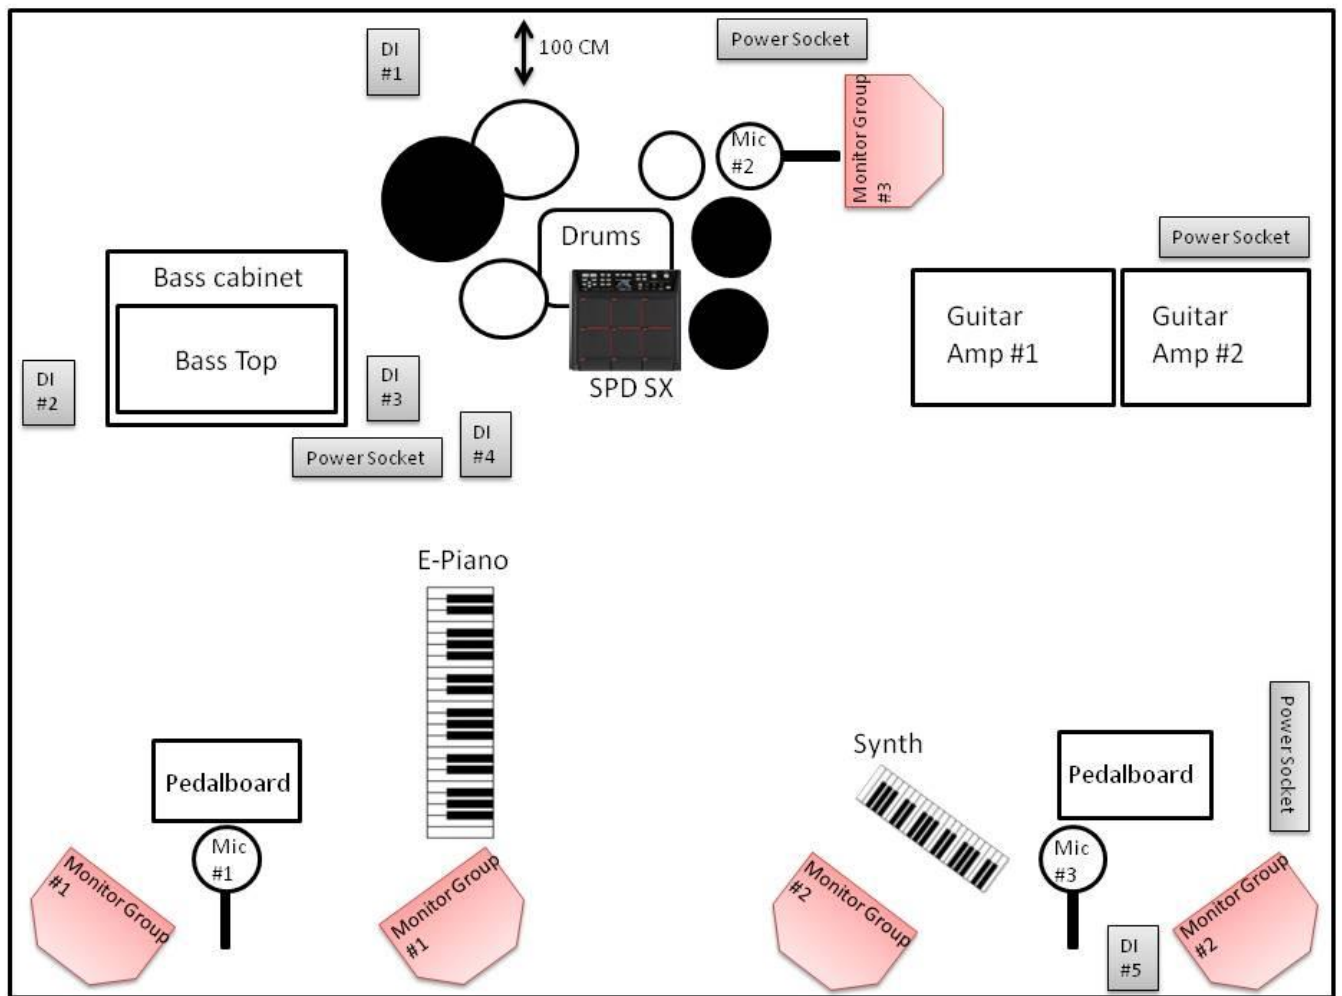 DI
#1
100 CM
Power Socket
Monitor Group
#3
Mic
#2
Drums
Power Socket
Bass cabinet
Bass Top
Guitar
Amp #1
Guitar
Amp #2
SPD SX
DI
#2
DI
#3
DI
#4
Power Socket
E-Piano
Power Socket
Synth
Pedalboard
Pedalboard
Mic
#1
Mic
#3
Monitor Group
#1
Monitor Group
#1
Monitor Group
#2
Monitor Group
#2
DI
#5